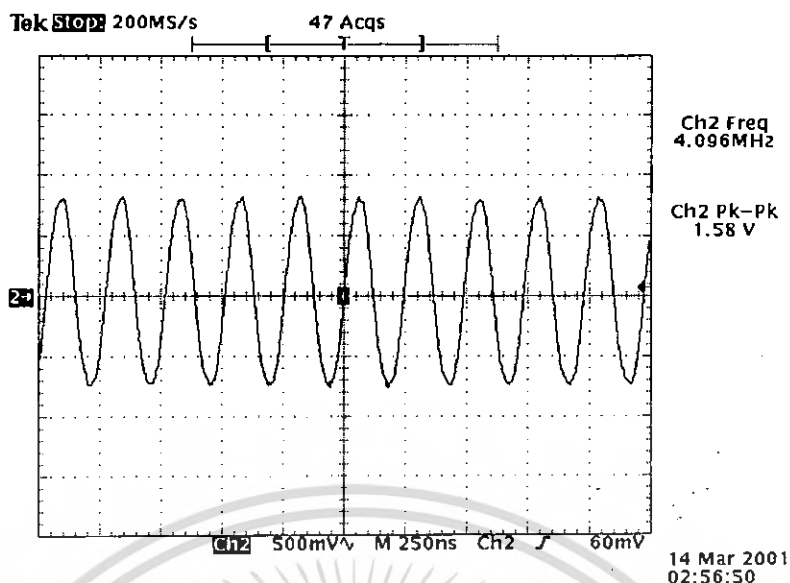 Tek Stop: 200MS/s 47 Acqs
Ch2 Freq
4.096MHz
Ch2 Pk-Pk
1.58 V
2→
Ch2 500mV∿ M 250ns Ch2 ∫ 60mV
14 Mar 2001
02:56:50